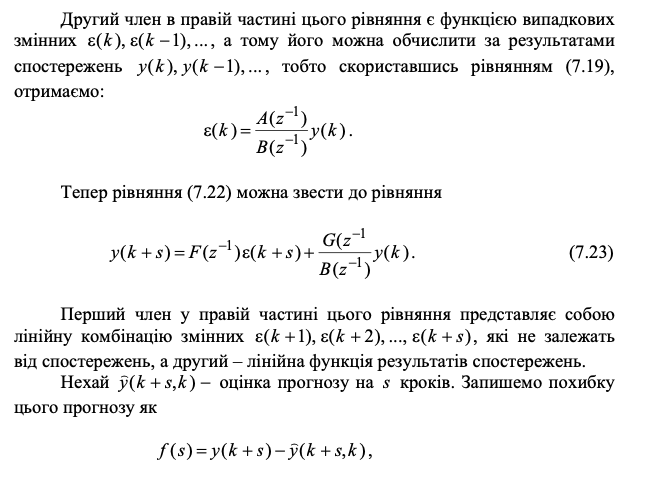 Другий член в правій частині цього рівняння є функцією випадкових
змінних ε(k), ε(k −1), ..., а тому його можна обчислити за результатами
спостережень y(k), y(k −1), ..., тобто скориставшись рівнянням (7.19),
отримаємо:
ε(k) = A(z⁻¹)/B(z⁻¹) y(k).
Тепер рівняння (7.22) можна звести до рівняння
y(k + s) = F(z⁻¹)ε(k + s) + G(z⁻¹/B(z⁻¹) y(k). (7.23)
Перший член у правій частині цього рівняння представляє собою
лінійну комбінацію змінних ε(k +1), ε(k + 2), ..., ε(k + s), які не залежать
від спостережень, а другий – лінійна функція результатів спостережень.
Нехай ŷ(k + s,k) − оцінка прогнозу на s кроків. Запишемо похибку
цього прогнозу як
f(s) = y(k + s) − ŷ(k + s,k),